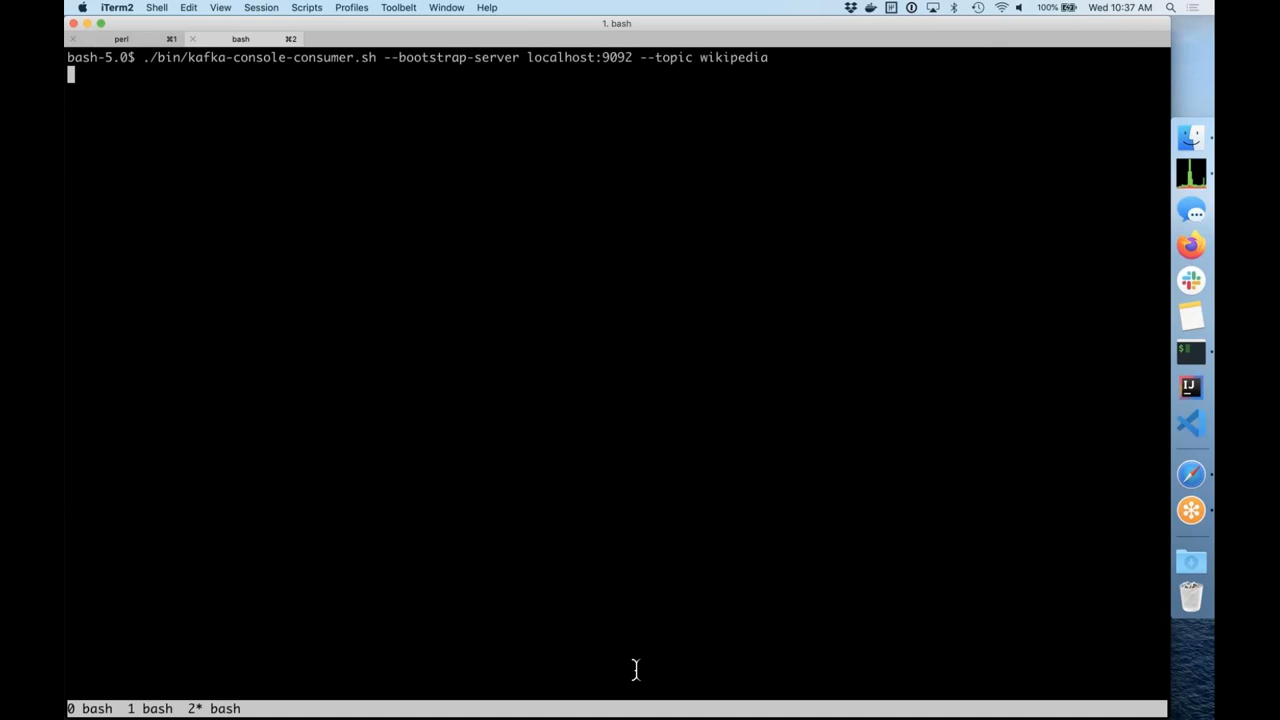 iTerm2 Shell Edit View Session Scripts Profiles Toolbelt Window Help 100% Wed 10:37 AM
1. bash
perl ⌘1 bash ⌘2
bash-5.0$ ./bin/kafka-console-consumer.sh --bootstrap-server localhost:9092 --topic wikipedia
$
IJ
0 bash 1 bash 2* bash